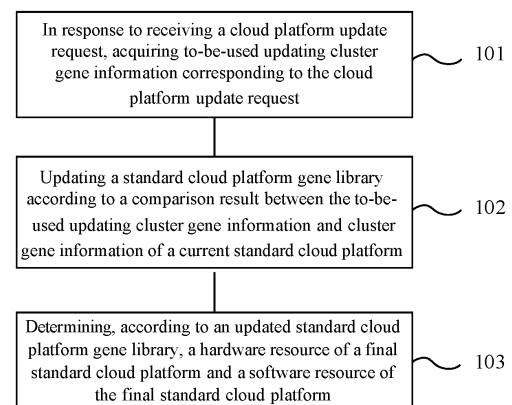 In response to receiving a cloud platform update
request, acquiring to-be-used updating cluster
gene information corresponding to the cloud
platform update request
101
Updating a standard cloud platform gene library
according to a comparison result between the to-be-
used updating cluster gene information and cluster
gene information of a current standard cloud platform
102
Determining, according to an updated standard cloud
platform gene library, a hardware resource of a final
standard cloud platform and a software resource of
the final standard cloud platform
103